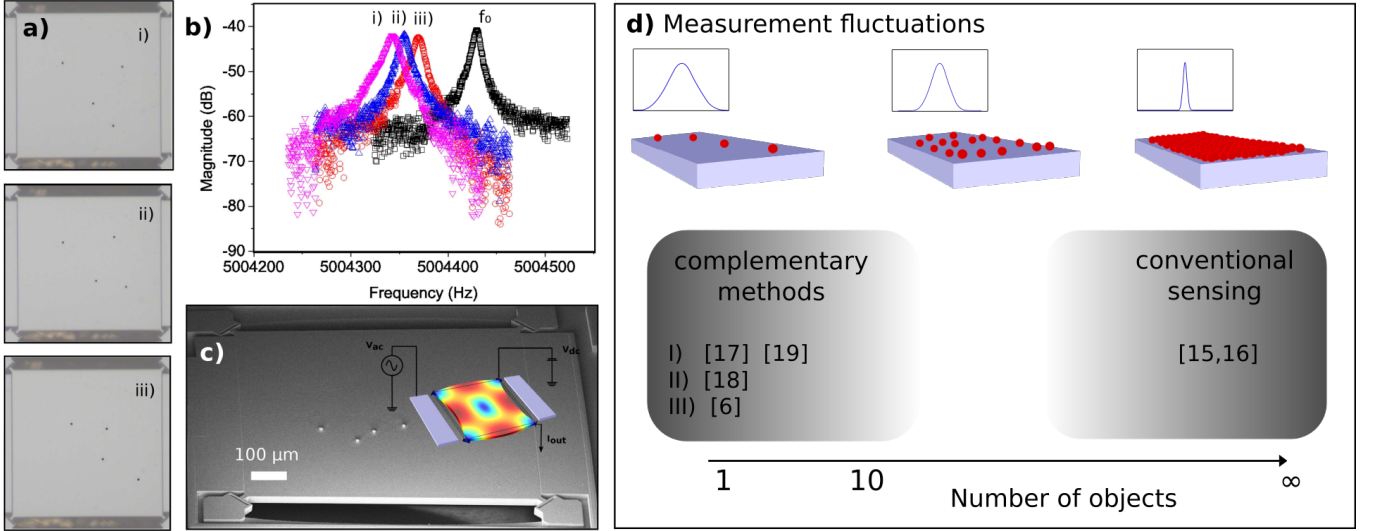 a)
i)
ii)
iii)
b)
i) ii) iii) f₀
-40
-50
-60
-70
-80
-90
Magnitude (dB)
5004200 5004300 5004400 5004500
Frequency (Hz)
c)
Vac
Vdc
Iout
100 µm
d) Measurement fluctuations
complementary
methods
I) [17] [19]
II) [18]
III) [6]
conventional
sensing
[15,16]
1 10 ∞
Number of objects